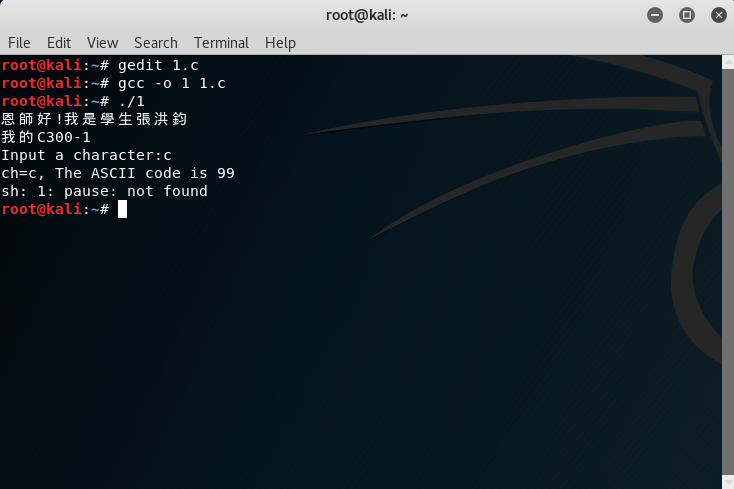 root@kali: ~
File Edit View Search Terminal Help
root@kali:~# gedit 1.c
root@kali:~# gcc -o 1 1.c
root@kali:~# ./1
恩師好!我是學生張洪鈞
我的C300-1
Input a character:c
ch=c, The ASCII code is 99
sh: 1: pause: not found
root@kali:~#